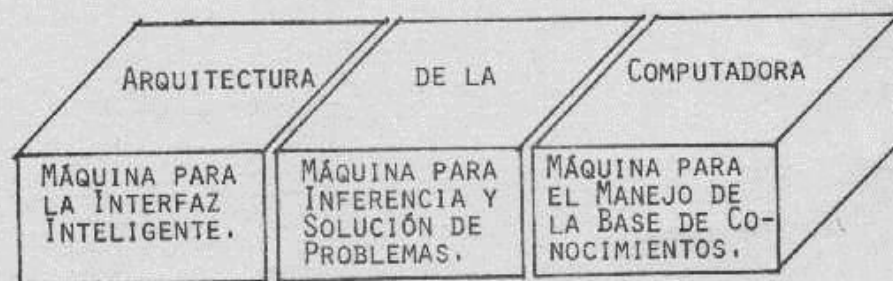 ARQUITECTURA DE LA COMPUTADORA
MÁQUINA PARA
LA INTERFAZ
INTELIGENTE.
MÁQUINA PARA
INFERENCIA Y
SOLUCIÓN DE
PROBLEMAS.
MÁQUINA PARA
EL MANEJO DE
LA BASE DE CO-
NOCIMIENTOS.